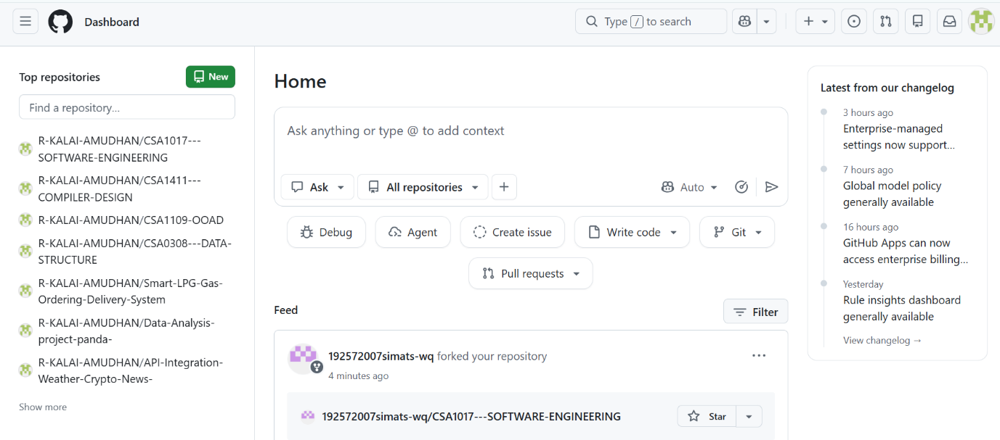 Dashboard
Type / to search
Top repositories
New
Find a repository...
R-KALAI-AMUDHAN/CSA1017---
SOFTWARE-ENGINEERING
R-KALAI-AMUDHAN/CSA1411---
COMPILER-DESIGN
R-KALAI-AMUDHAN/CSA1109-OOAD
R-KALAI-AMUDHAN/CSA0308---DATA-
STRUCTURE
R-KALAI-AMUDHAN/Smart-LPG-Gas-
Ordering-Delivery-System
R-KALAI-AMUDHAN/Data-Analysis-
project-panda-
R-KALAI-AMUDHAN/API-Integration-
Weather-Crypto-News-
Show more
Home
Ask anything or type @ to add context
Ask
All repositories
Auto
Debug
Agent
Create issue
Write code
Git
Pull requests
Feed
Filter
192572007simats-wq forked your repository
4 minutes ago
192572007simats-wq/CSA1017---SOFTWARE-ENGINEERING
Star
Latest from our changelog
3 hours ago
Enterprise-managed
settings now support...
7 hours ago
Global model policy
generally available
16 hours ago
GitHub Apps can now
access enterprise billing...
Yesterday
Rule insights dashboard
generally available
View changelog →